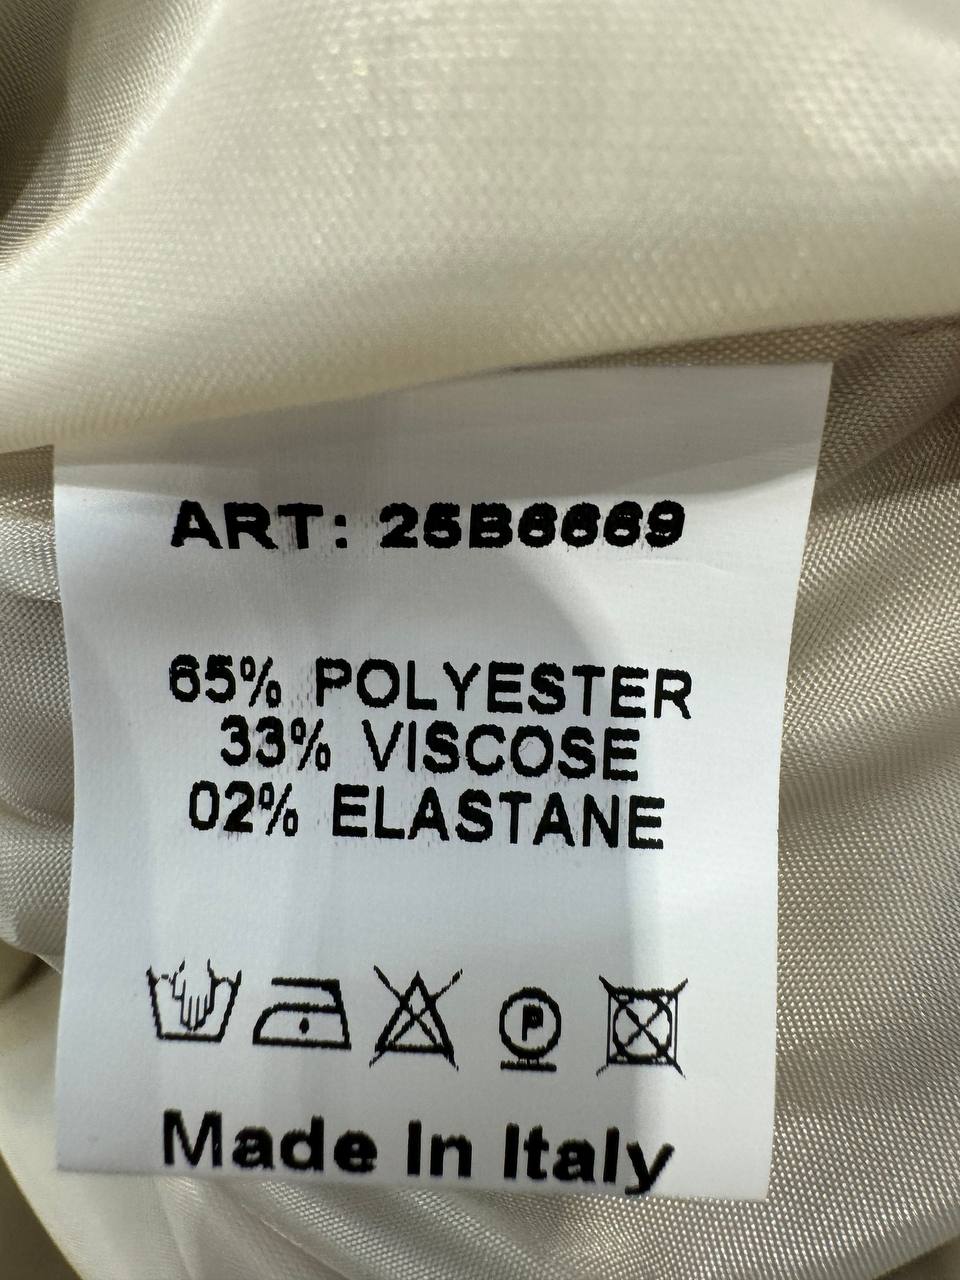 ART: 25B6669
65% POLYESTER
33% VISCOSE
02% ELASTANE
P
Made In Italy